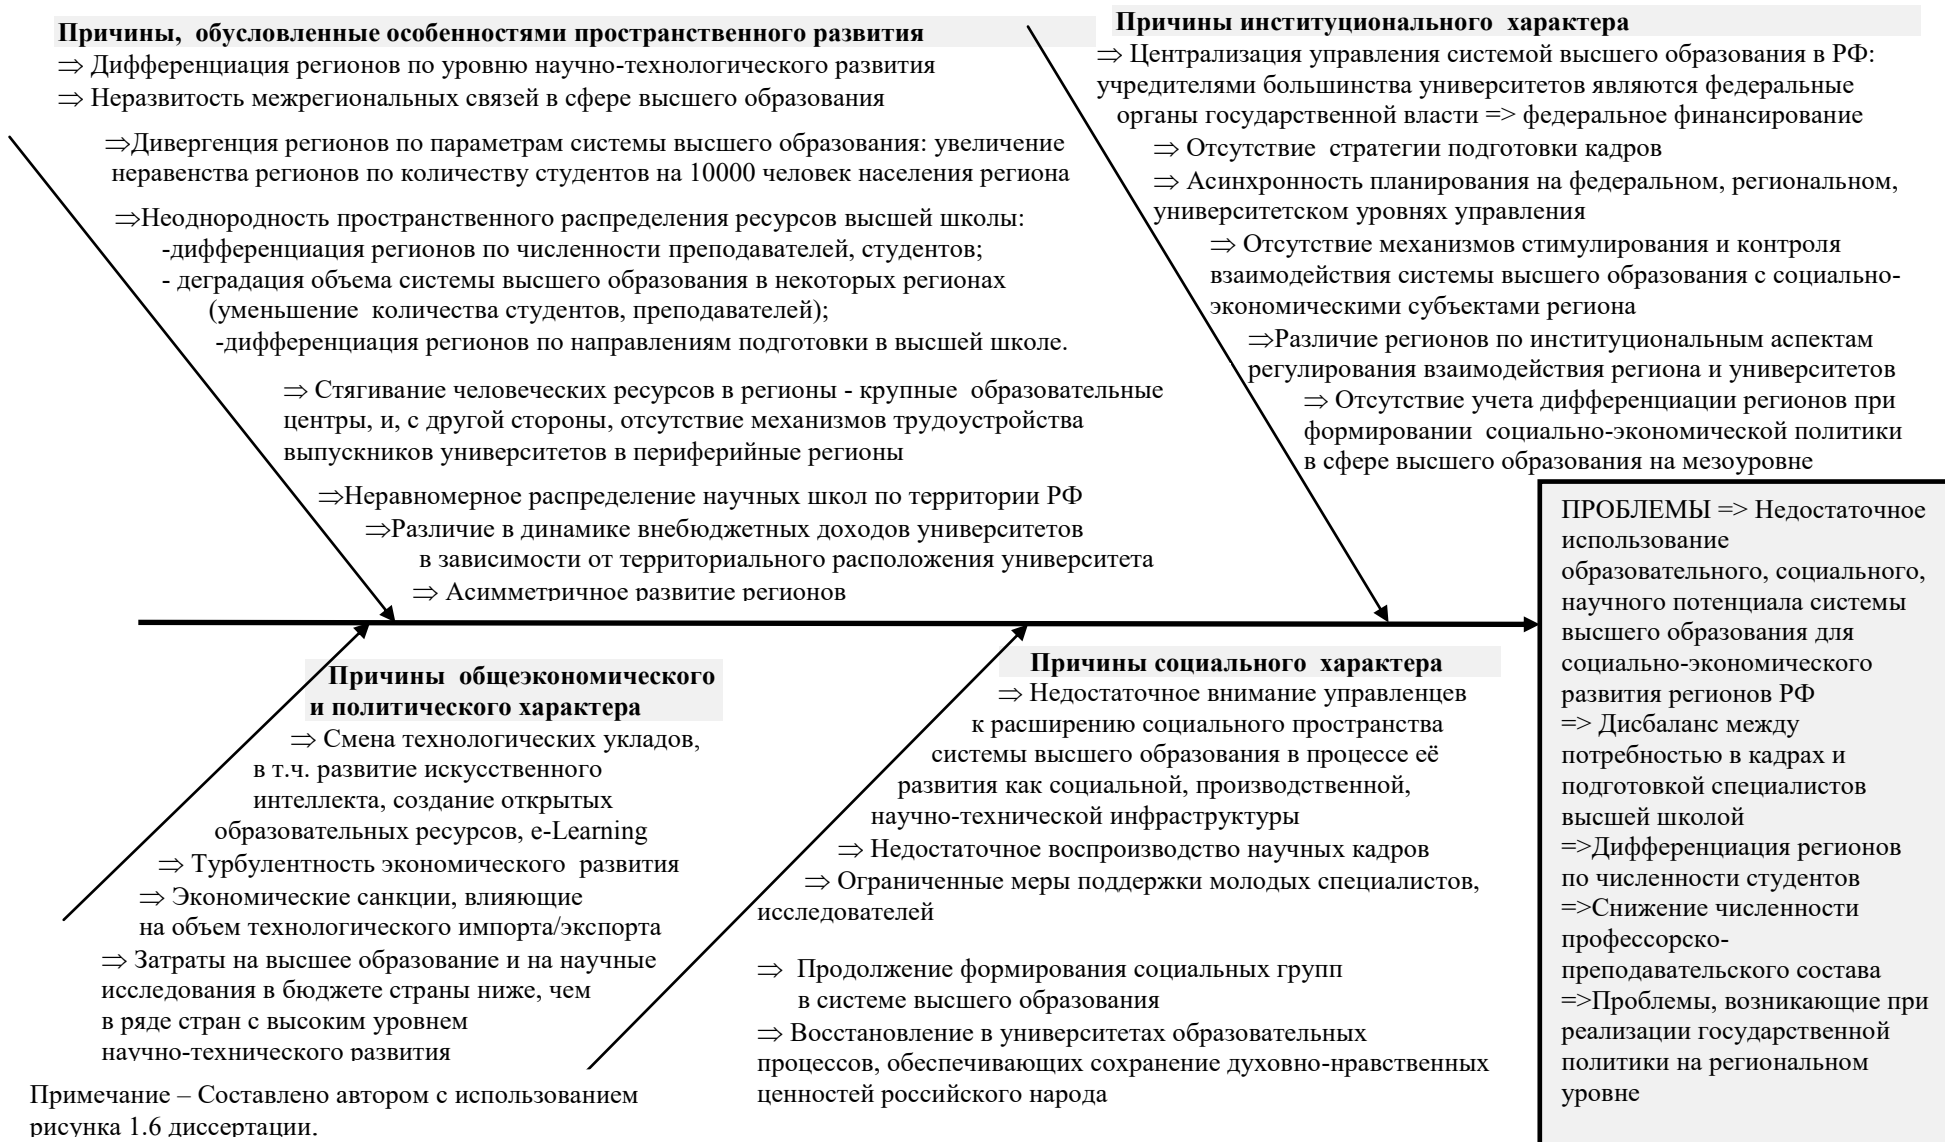 Причины, обусловленные особенностями пространственного развития
⇒ Дифференциация регионов по уровню научно-технологического развития
⇒ Неразвитость межрегиональных связей в сфере высшего образования
⇒Дивергенция регионов по параметрам системы высшего образования: увеличение
неравенства регионов по количеству студентов на 10000 человек населения региона
⇒Неоднородность пространственного распределения ресурсов высшей школы:
-дифференциация регионов по численности преподавателей, студентов;
- деградация объема системы высшего образования в некоторых регионах
(уменьшение количества студентов, преподавателей);
-дифференциация регионов по направлениям подготовки в высшей школе.
⇒ Стягивание человеческих ресурсов в регионы - крупные образовательные
центры, и, с другой стороны, отсутствие механизмов трудоустройства
выпускников университетов в периферийные регионы
⇒Неравномерное распределение научных школ по территории РФ
⇒Различие в динамике внебюджетных доходов университетов
в зависимости от территориального расположения университета
⇒ Асимметричное развитие регионов
Причины институционального характера
⇒ Централизация управления системой высшего образования в РФ:
учредителями большинства университетов являются федеральные
органы государственной власти => федеральное финансирование
⇒ Отсутствие стратегии подготовки кадров
⇒ Асинхронность планирования на федеральном, региональном,
университетском уровнях управления
⇒ Отсутствие механизмов стимулирования и контроля
взаимодействия системы высшего образования с социально-
экономическими субъектами региона
⇒Различие регионов по институциональным аспектам
регулирования взаимодействия региона и университетов
⇒ Отсутствие учета дифференциации регионов при
формировании социально-экономической политики
в сфере высшего образования на мезоуровне
Причины общеэкономического
и политического характера
⇒ Смена технологических укладов,
в т.ч. развитие искусственного
интеллекта, создание открытых
образовательных ресурсов, e-Learning
⇒ Турбулентность экономического развития
⇒ Экономические санкции, влияющие
на объем технологического импорта/экспорта
⇒ Затраты на высшее образование и на научные
исследования в бюджете страны ниже, чем
в ряде стран с высоким уровнем
научно-технического развития
Причины социального характера
⇒ Недостаточное внимание управленцев
к расширению социального пространства
системы высшего образования в процессе её
развития как социальной, производственной,
научно-технической инфраструктуры
⇒ Недостаточное воспроизводство научных кадров
⇒ Ограниченные меры поддержки молодых специалистов,
исследователей
⇒ Продолжение формирования социальных групп
в системе высшего образования
⇒ Восстановление в университетах образовательных
процессов, обеспечивающих сохранение духовно-нравственных
ценностей российского народа
ПРОБЛЕМЫ => Недостаточное
использование
образовательного, социального,
научного потенциала системы
высшего образования для
социально-экономического
развития регионов РФ
=> Дисбаланс между
потребностью в кадрах и
подготовкой специалистов
высшей школой
=>Дифференциация регионов
по численности студентов
=>Снижение численности
профессорско-
преподавательского состава
=>Проблемы, возникающие при
реализации государственной
политики на региональном
уровне
Примечание – Составлено автором с использованием
рисунка 1.6 диссертации.